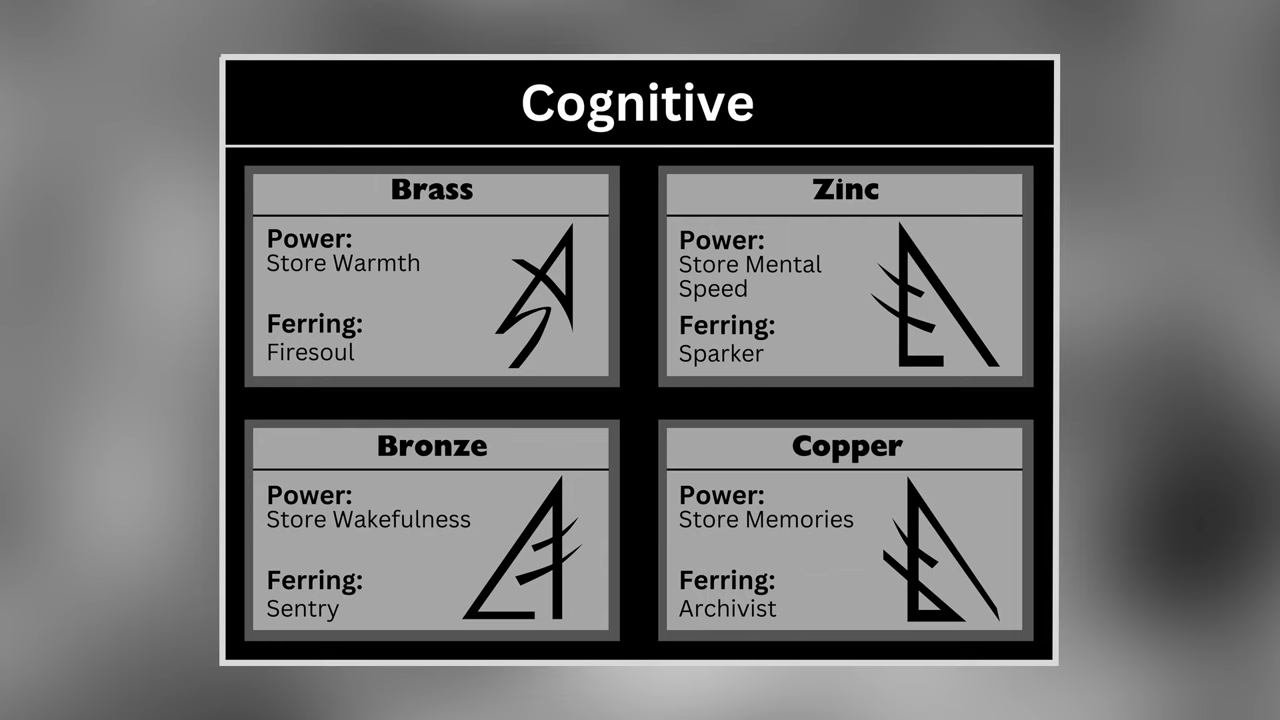 Cognitive
Brass
Power:
Store Warmth
Ferring:
Firesoul
Zinc
Power:
Store Mental
Speed
Ferring:
Sparker
Bronze
Power:
Store Wakefulness
Ferring:
Sentry
Copper
Power:
Store Memories
Ferring:
Archivist